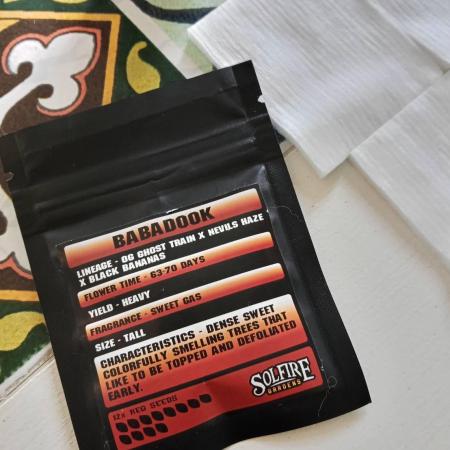 BABADOOK
LINEAGE - OG GHOST TRAIN X NEVILS HAZE
X BLACK BANANAS
FLOWER TIME - 63-70 DAYS
YIELD - HEAVY
FRAGRANCE - SWEET GAS
SIZE - TALL
CHARACTERISTICS - DENSE SWEET
COLORFULLY SMELLING TREES THAT
LIKE TO BE TOPPED AND DEFOLIATED
EARLY.
12x REG SEEDS
SOLFIRE
GARDENS